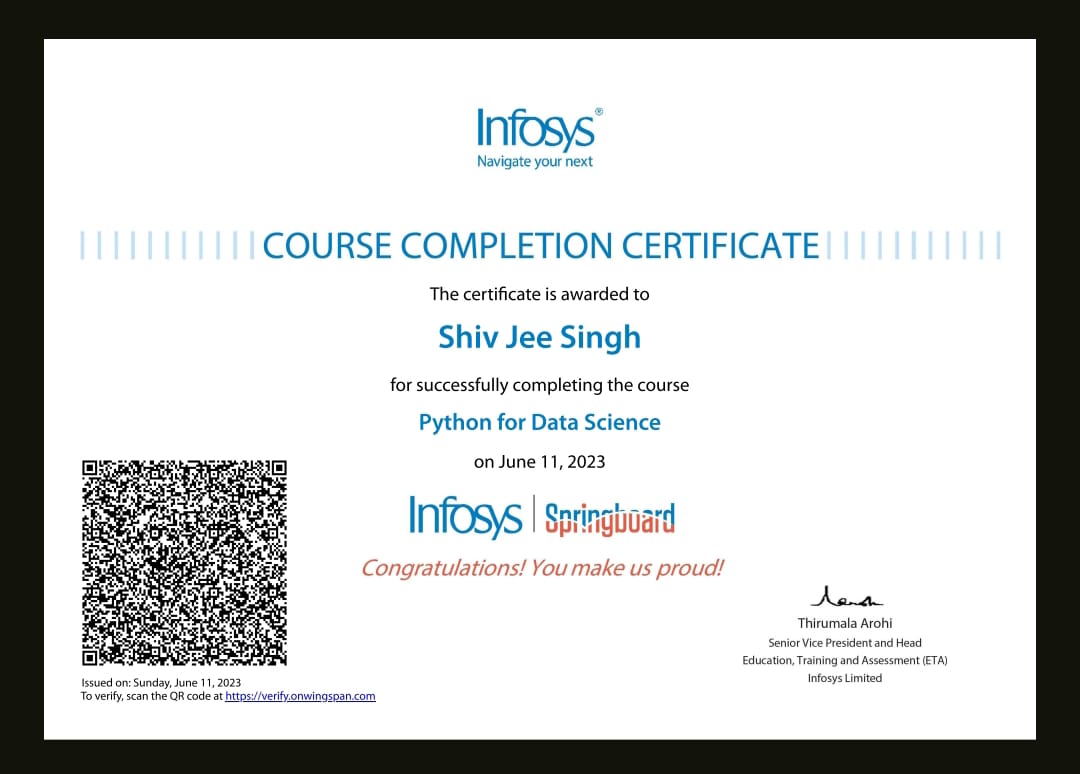 Infosys®
Navigate your next
COURSE COMPLETION CERTIFICATE
The certificate is awarded to
Shiv Jee Singh
for successfully completing the course
Python for Data Science
on June 11, 2023
Infosys | Springboard
Congratulations! You make us proud!
Thirumala Arohi
Senior Vice President and Head
Education, Training and Assessment (ETA)
Infosys Limited
Issued on: Sunday, June 11, 2023
To verify, scan the QR code at https://verify.onwingspan.com